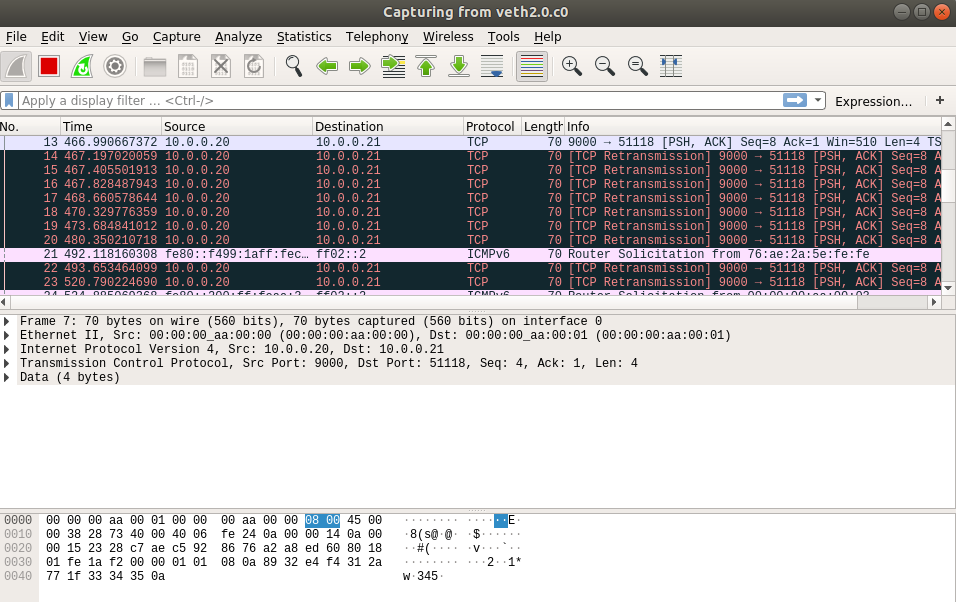 Capturing from veth2.0.c0
File Edit View Go Capture Analyze Statistics Telephony Wireless Tools Help
Apply a display filter ... <Ctrl-/> Expression... +
No. Time Source Destination Protocol Length Info
13 466.990667372 10.0.0.20 10.0.0.21 TCP 70 9000 → 51118 [PSH, ACK] Seq=8 Ack=1 Win=510 Len=4 TS
14 467.197020059 10.0.0.20 10.0.0.21 TCP 70 [TCP Retransmission] 9000 → 51118 [PSH, ACK] Seq=8 A
15 467.405501913 10.0.0.20 10.0.0.21 TCP 70 [TCP Retransmission] 9000 → 51118 [PSH, ACK] Seq=8 A
16 467.828487943 10.0.0.20 10.0.0.21 TCP 70 [TCP Retransmission] 9000 → 51118 [PSH, ACK] Seq=8 A
17 468.660578644 10.0.0.20 10.0.0.21 TCP 70 [TCP Retransmission] 9000 → 51118 [PSH, ACK] Seq=8 A
18 470.329776359 10.0.0.20 10.0.0.21 TCP 70 [TCP Retransmission] 9000 → 51118 [PSH, ACK] Seq=8 A
19 473.684841012 10.0.0.20 10.0.0.21 TCP 70 [TCP Retransmission] 9000 → 51118 [PSH, ACK] Seq=8 A
20 480.350210718 10.0.0.20 10.0.0.21 TCP 70 [TCP Retransmission] 9000 → 51118 [PSH, ACK] Seq=8 A
21 492.118160308 fe80::f499:1aff:fec… ff02::2 ICMPv6 70 Router Solicitation from 76:ae:2a:5e:fe:fe
22 493.653464099 10.0.0.20 10.0.0.21 TCP 70 [TCP Retransmission] 9000 → 51118 [PSH, ACK] Seq=8 A
23 520.790224690 10.0.0.20 10.0.0.21 TCP 70 [TCP Retransmission] 9000 → 51118 [PSH, ACK] Seq=8 A
Frame 7: 70 bytes on wire (560 bits), 70 bytes captured (560 bits) on interface 0
Ethernet II, Src: 00:00:00_aa:00:00 (00:00:00:aa:00:00), Dst: 00:00:00_aa:00:01 (00:00:00:aa:00:01)
Internet Protocol Version 4, Src: 10.0.0.20, Dst: 10.0.0.21
Transmission Control Protocol, Src Port: 9000, Dst Port: 51118, Seq: 4, Ack: 1, Len: 4
Data (4 bytes)
0000 00 00 00 aa 00 01 00 00 00 aa 00 00 08 00 45 00 ········ ······E·
0010 00 38 28 73 40 00 40 06 fe 24 0a 00 00 14 0a 00 ·8(s@·@· ·$······
0020 00 15 23 28 c7 ae c5 92 86 76 a2 a8 ed 60 80 18 ··#(···· ·v···`··
0030 01 fe 1a f2 00 00 01 01 08 0a 89 32 e4 f4 31 2a ········ ···2··1*
0040 77 1f 33 34 35 0a w·345·